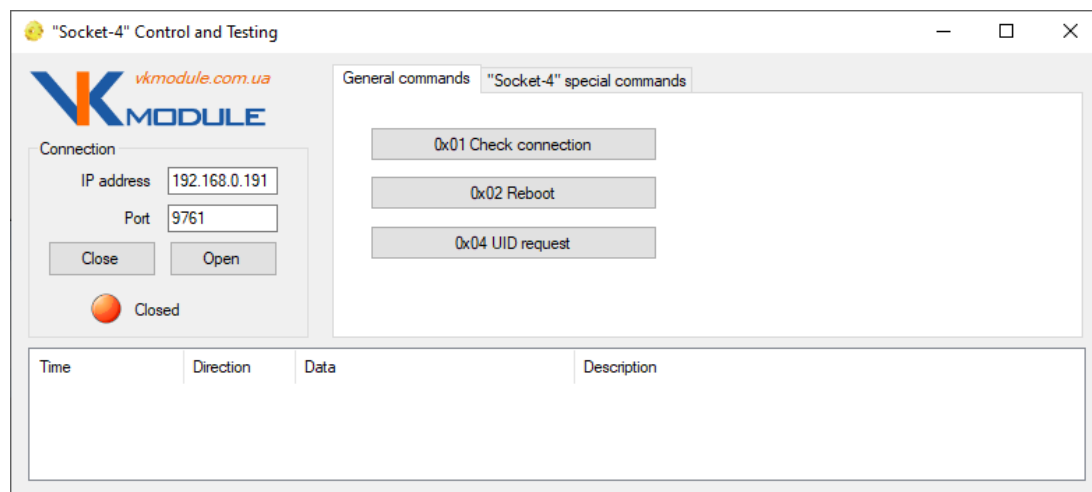 "Socket-4" Control and Testing
vkmodule.com.ua
VK MODULE
General commands "Socket-4" special commands
Connection
IP address 192.168.0.191
Port 9761
Close Open
Closed
0x01 Check connection
0x02 Reboot
0x04 UID request
Time Direction Data Description